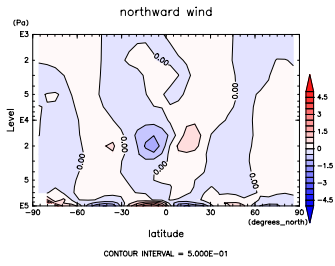 northward wind
(Pa)
E3
2
5
E4
2
5
E5
Level
0.00
0.00
0.00
0.00
0.00
0.00
4.5
3
1.5
0
−1.5
−3
−4.5
−90 −60 −30 0 30 60 90
(degrees_north)
latitude
CONTOUR INTERVAL = 5.000E−01